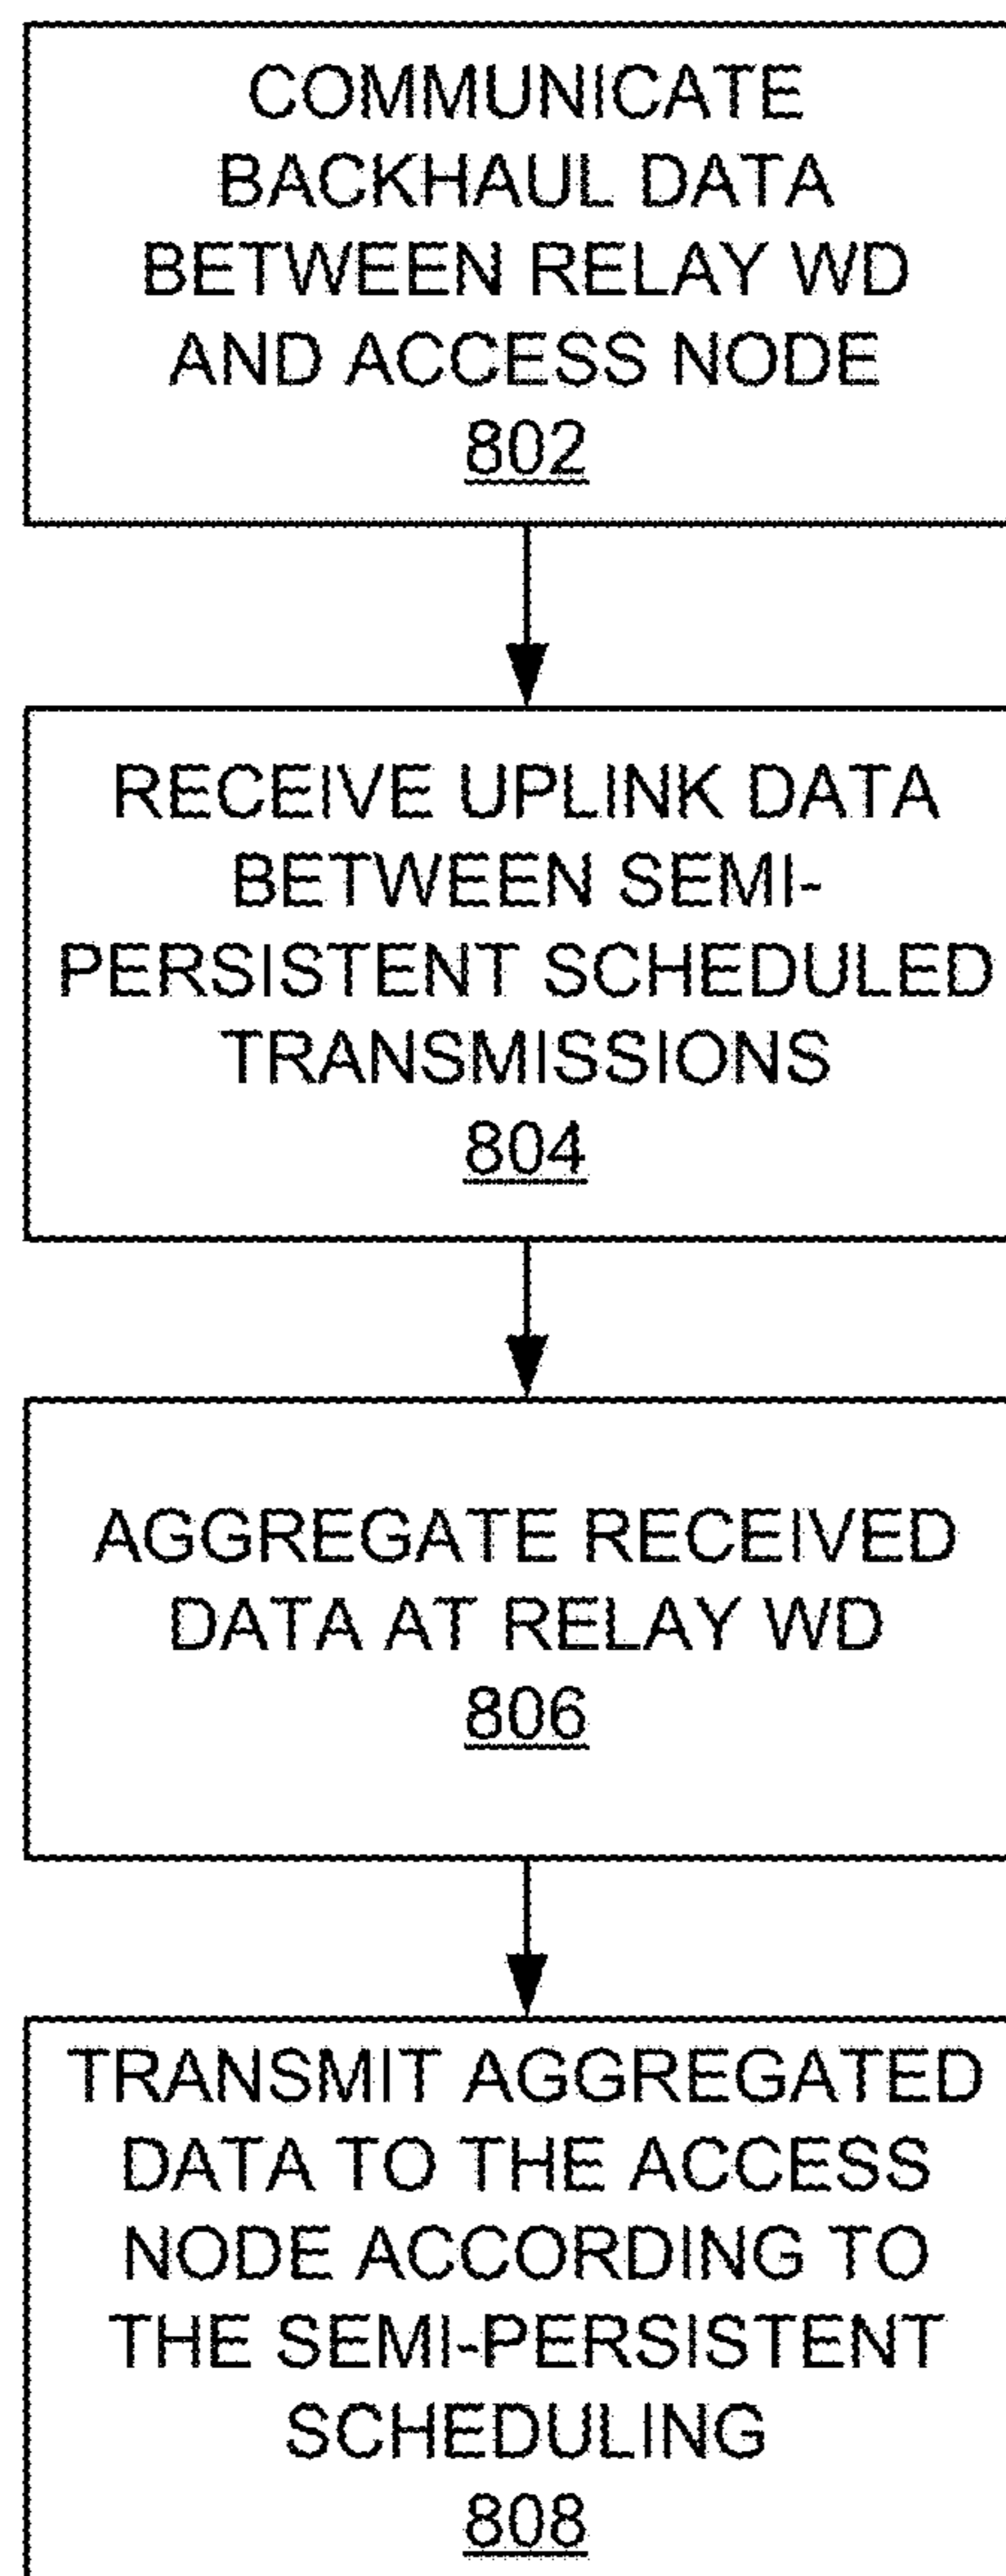 COMMUNICATE
BACKHAUL DATA
BETWEEN RELAY WD
AND ACCESS NODE
802
RECEIVE UPLINK DATA
BETWEEN SEMI-
PERSISTENT SCHEDULED
TRANSMISSIONS
804
AGGREGATE RECEIVED
DATA AT RELAY WD
806
TRANSMIT AGGREGATED
DATA TO THE ACCESS
NODE ACCORDING TO
THE SEMI-PERSISTENT
SCHEDULING
808